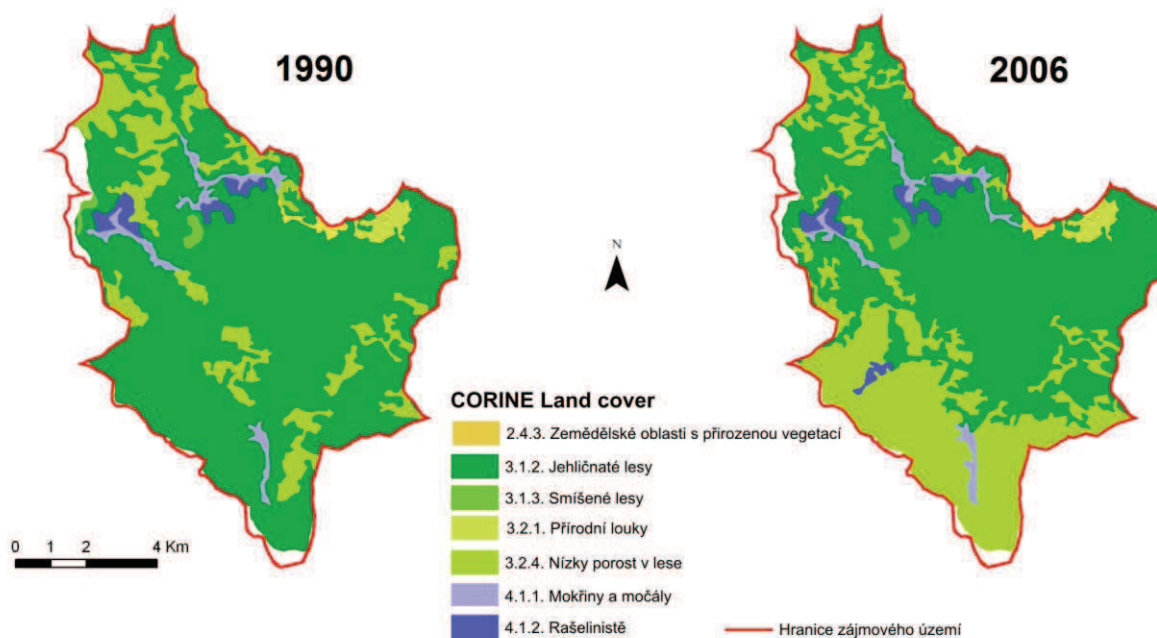 1990
2006
N
CORINE Land cover
2.4.3. Zemědělské oblasti s přirozenou vegetací
3.1.2. Jehličnaté lesy
3.1.3. Smíšené lesy
3.2.1. Přírodní louky
3.2.4. Nízky porost v lese
4.1.1. Mokřiny a močály
4.1.2. Rašelinistě
0 1 2 4 Km
Hranice zájmového území